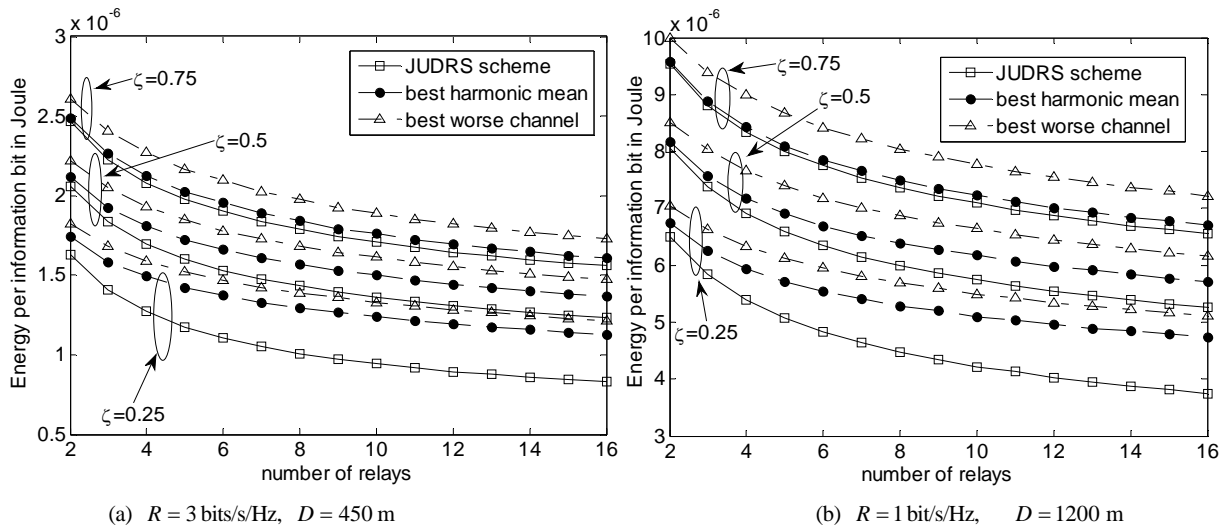 x 10⁻⁶
3
2.5
2
1.5
1
0.5
Energy per information bit in Joule
2 4 6 8 10 12 14 16
number of relays
JUDRS scheme
best harmonic mean
best worse channel
ζ=0.75
ζ=0.5
ζ=0.25
(a) R = 3 bits/s/Hz, D = 450 m
x 10⁻⁶
10
9
8
7
6
5
4
3
Energy per information bit in Joule
2 4 6 8 10 12 14 16
number of relays
JUDRS scheme
best harmonic mean
best worse channel
ζ=0.75
ζ=0.5
ζ=0.25
(b) R = 1 bit/s/Hz, D = 1200 m